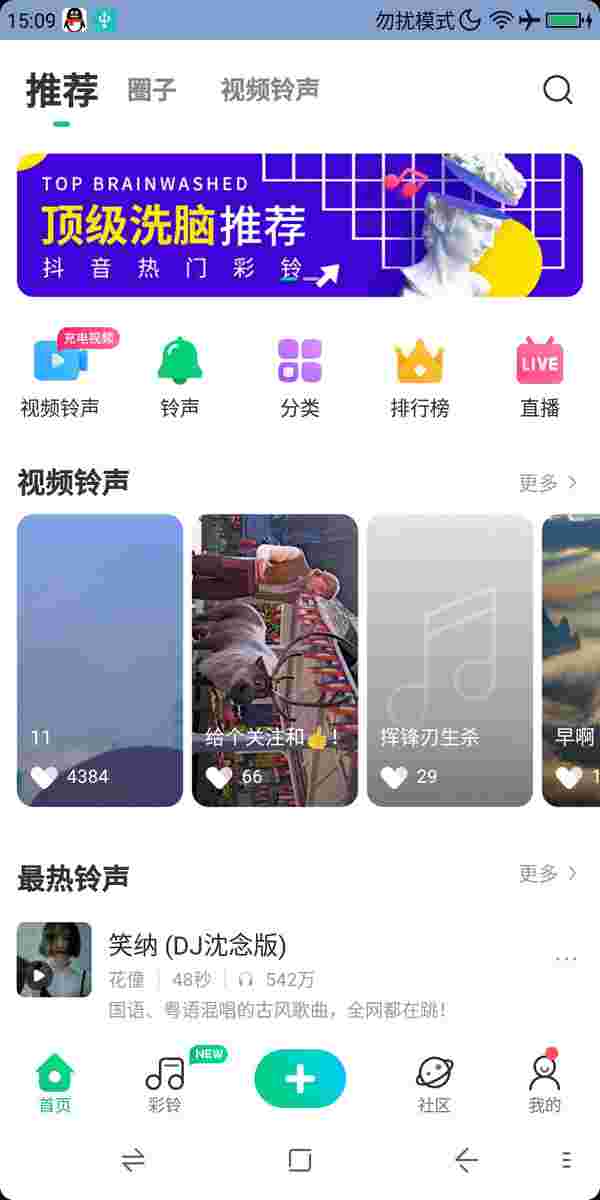 15:09
勿扰模式
推荐 圈子 视频铃声
TOP BRAINWASHED
顶级洗脑推荐
抖音热门彩铃
充电视频
LIVE
视频铃声 铃声 分类 排行榜 直播
视频铃声 更多
11
4384
给个关注和👍!
66
挥锋刃生杀
29
早啊
1
最热铃声 更多
笑纳 (DJ沈念版)
花僮 48秒 542万
国语、粤语混唱的古风歌曲，全网都在跳!
NEW
首页 彩铃 社区 我的